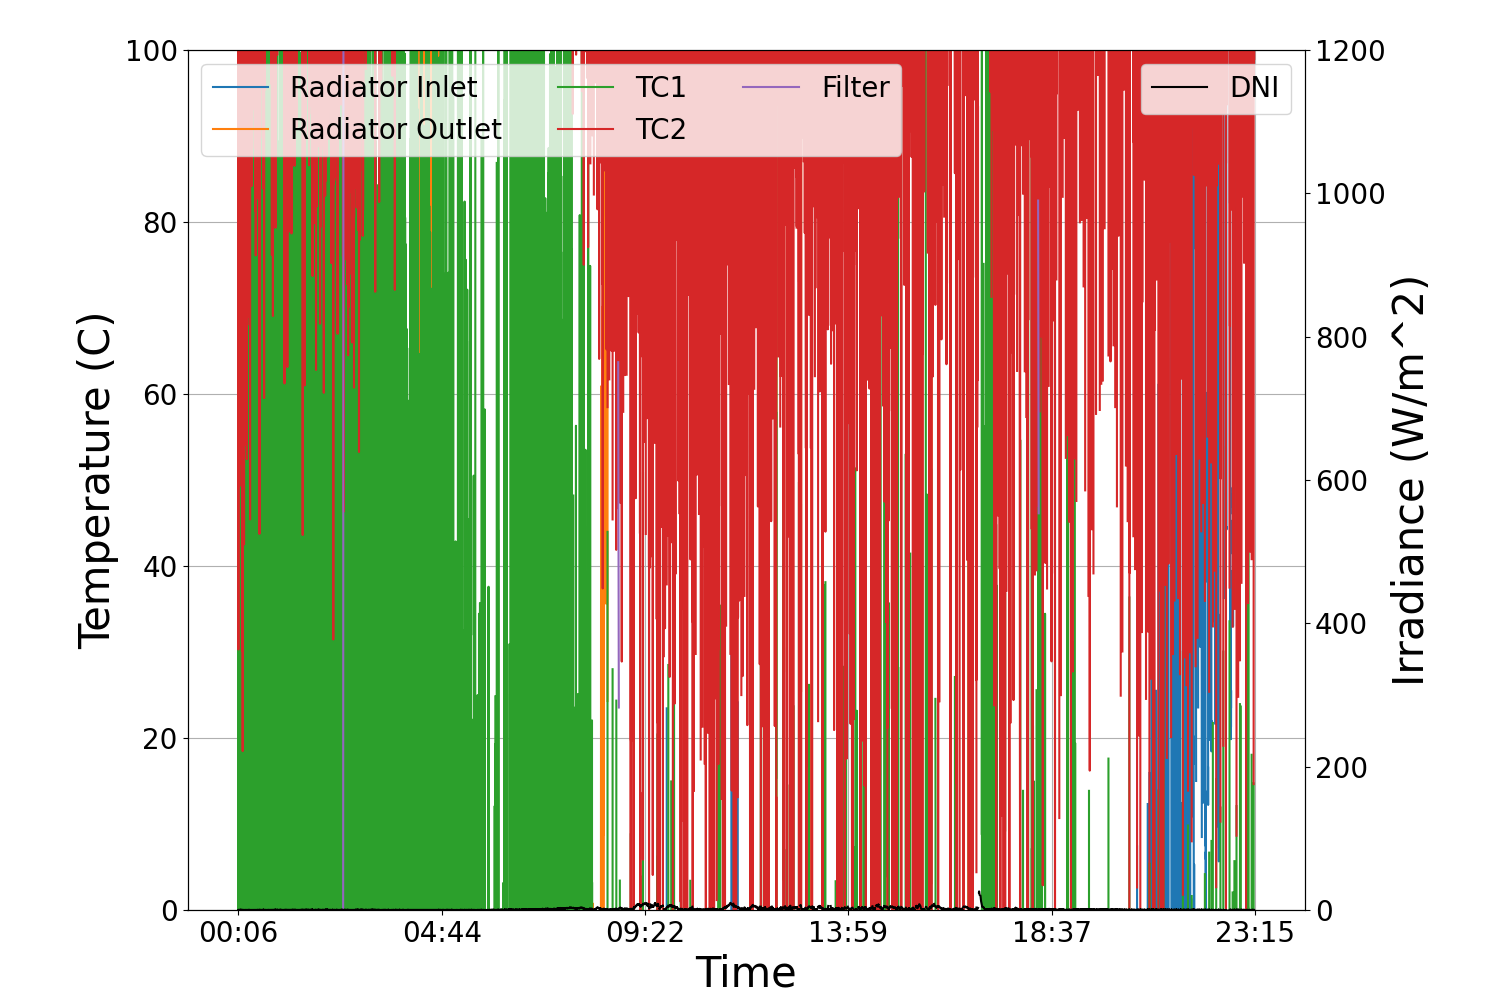 Radiator Inlet
Radiator Outlet
TC1
TC2
Filter
DNI
100
80
60
40
20
0
Temperature (C)
1200
1000
800
600
400
200
0
Irradiance (W/m^2)
00:06 04:44 09:22 13:59 18:37 23:15
Time